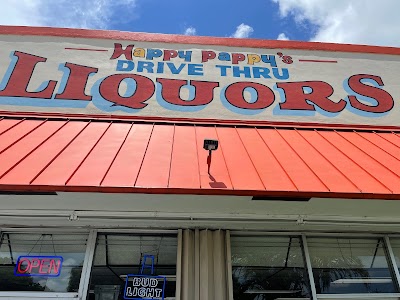 Happy Pappy's
DRIVE THRU
LIQUORS
OPEN
BUD LIGHT